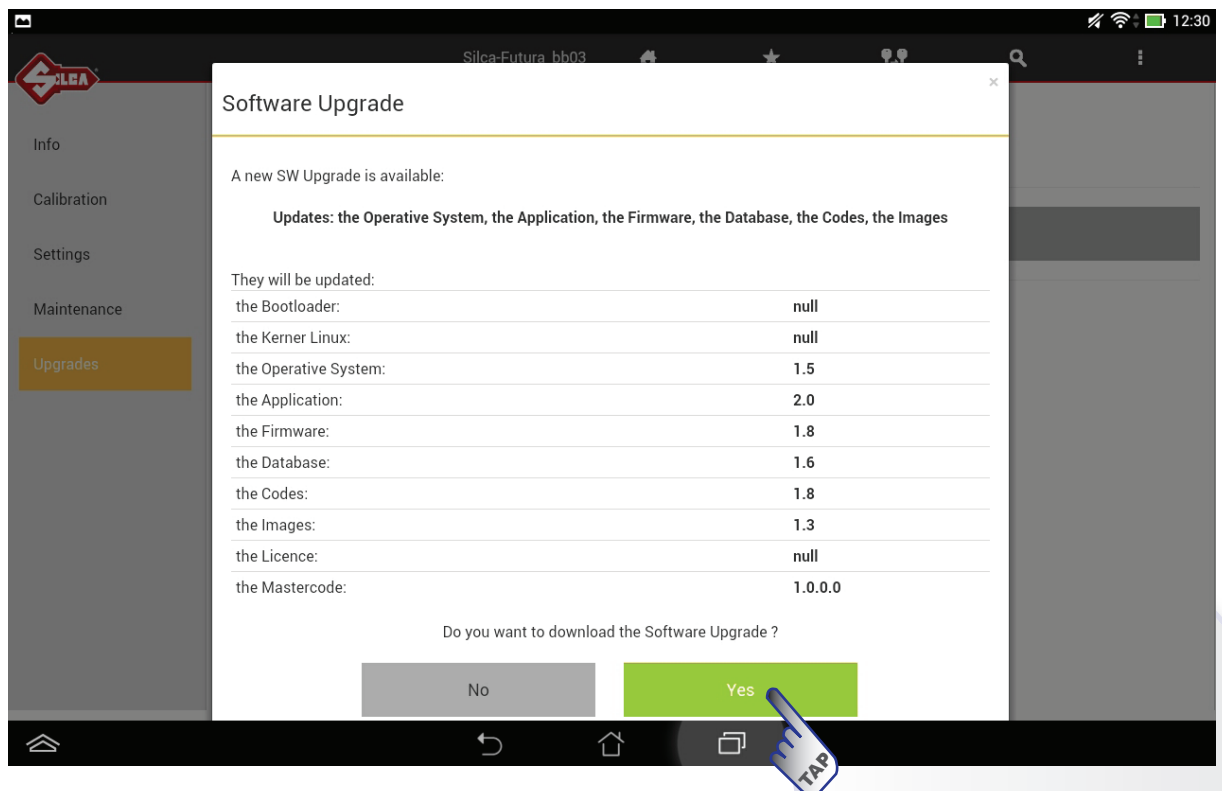 12:30
Silca-Futura bb03
SILCA
Software Upgrade
×
Info
Calibration
Settings
Maintenance
Upgrades
A new SW Upgrade is available:
Updates: the Operative System, the Application, the Firmware, the Database, the Codes, the Images
They will be updated:
the Bootloader: null
the Kerner Linux: null
the Operative System: 1.5
the Application: 2.0
the Firmware: 1.8
the Database: 1.6
the Codes: 1.8
the Images: 1.3
the Licence: null
the Mastercode: 1.0.0.0
Do you want to download the Software Upgrade ?
No
Yes
TAP